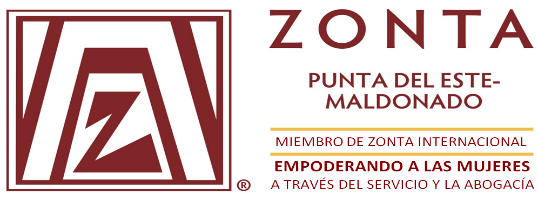 ZONTA
PUNTA DEL ESTE-
MALDONADO
MIEMBRO DE ZONTA INTERNACIONAL
EMPODERANDO A LAS MUJERES
A TRAVÉS DEL SERVICIO Y LA ABOGACÍA
®